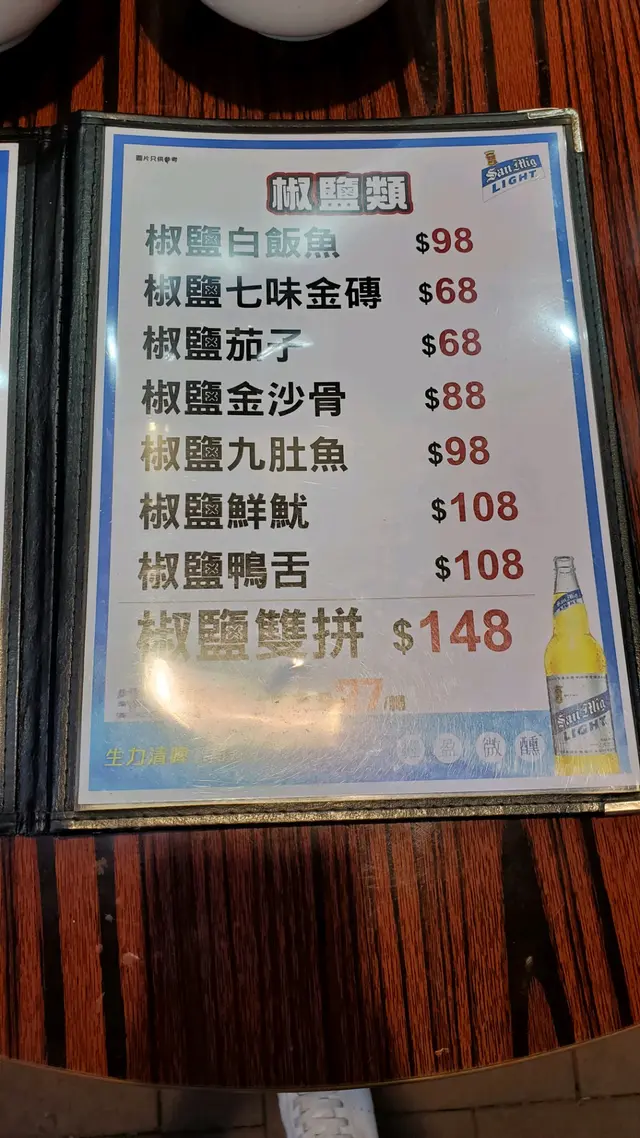 圖片只供參考
San Mig
LIGHT
椒鹽類
椒鹽白飯魚 $98
椒鹽七味金磚 $68
椒鹽茄子 $68
椒鹽金沙骨 $88
椒鹽九肚魚 $98
椒鹽鮮魷 $108
椒鹽鴨舌 $108
椒鹽雙拼 $148
生力清啤
微醺
San Mig
LIGHT